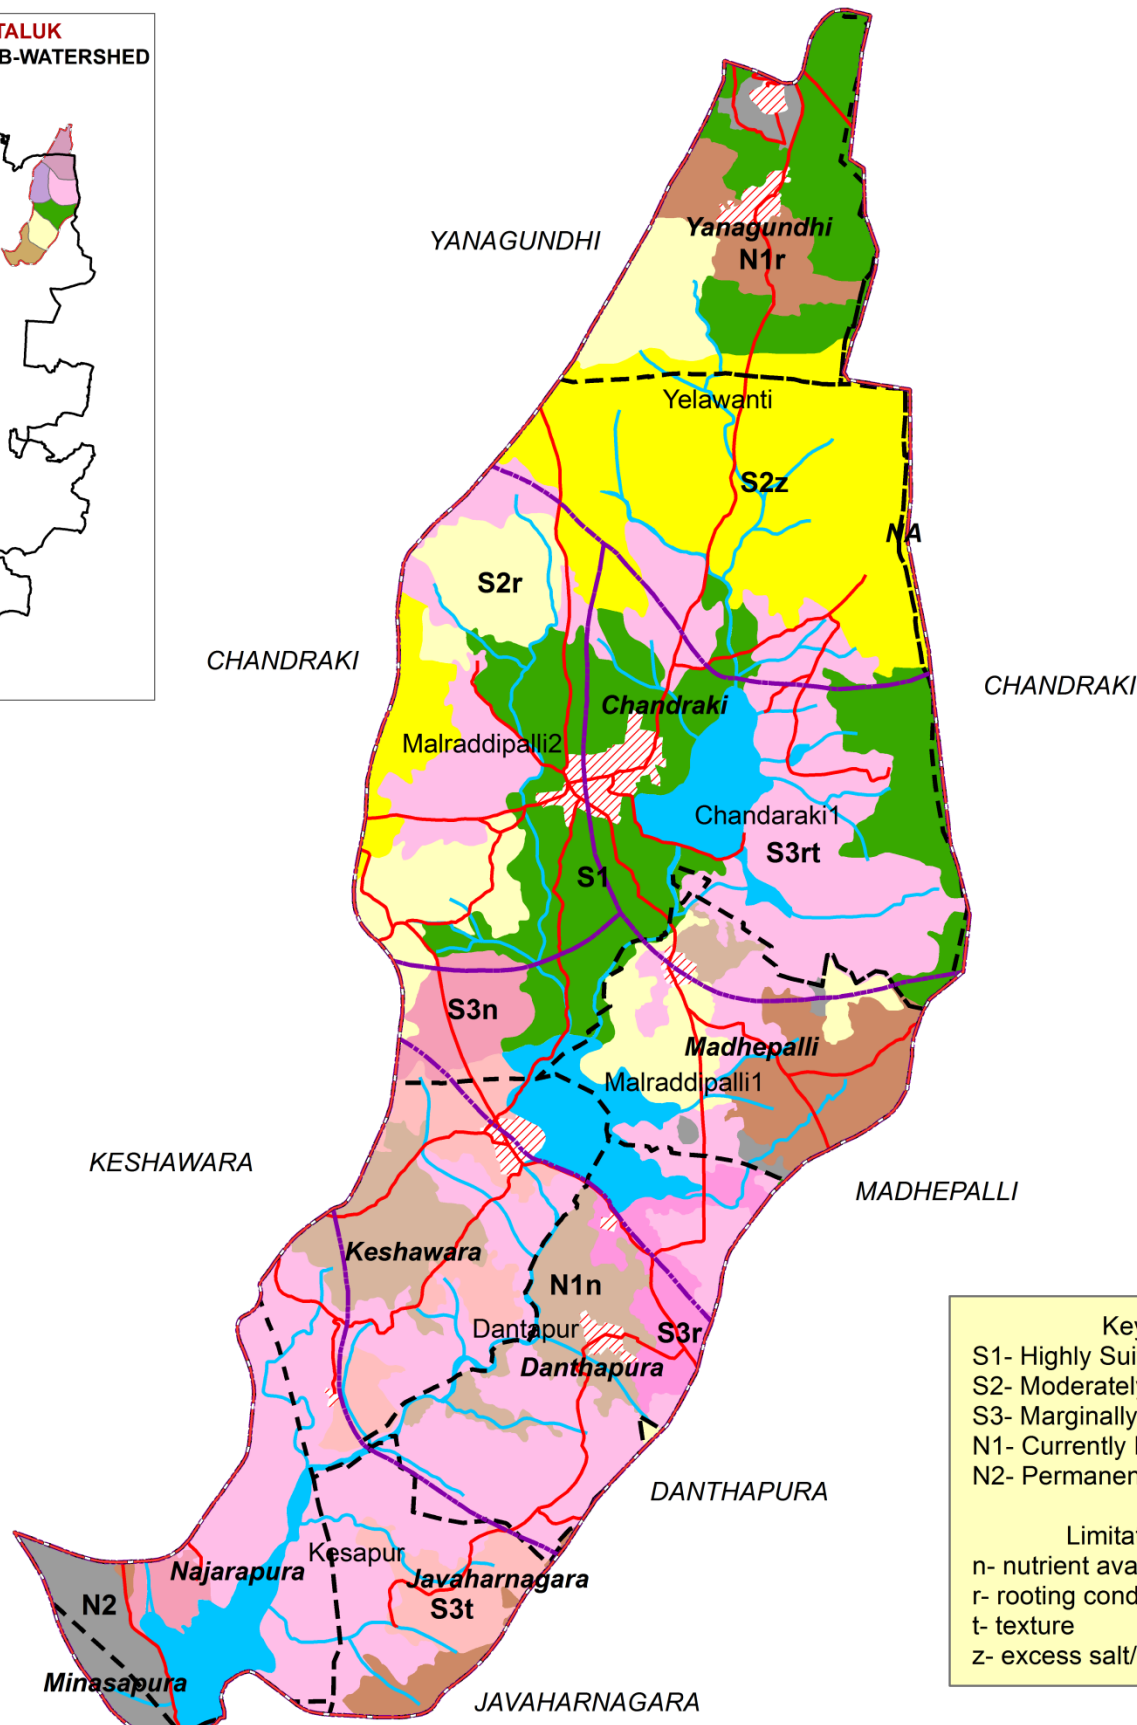 TALUK
B-WATERSHED
YANAGUNDHI
Yanagundhi
N1r
Yelawanti
S2z
NA
S2r
CHANDRAKI
CHANDRAKI
Chandraki
Malraddipalli2
Chandaraki1
S3rt
S1
S3n
Madhepalli
Malraddipalli1
KESHAWARA
MADHEPALLI
Keshawara
N1n
Dantapur
S3r
Danthapura
DANTHAPURA
Kesapur
Najarapura
Javaharnagara
N2
S3t
Minasapura
JAVAHARNAGARA
Key
S1- Highly Sui
S2- Moderately
S3- Marginally
N1- Currently
N2- Permanen
Limita
n- nutrient ava
r- rooting cond
t- texture
z- excess salt/